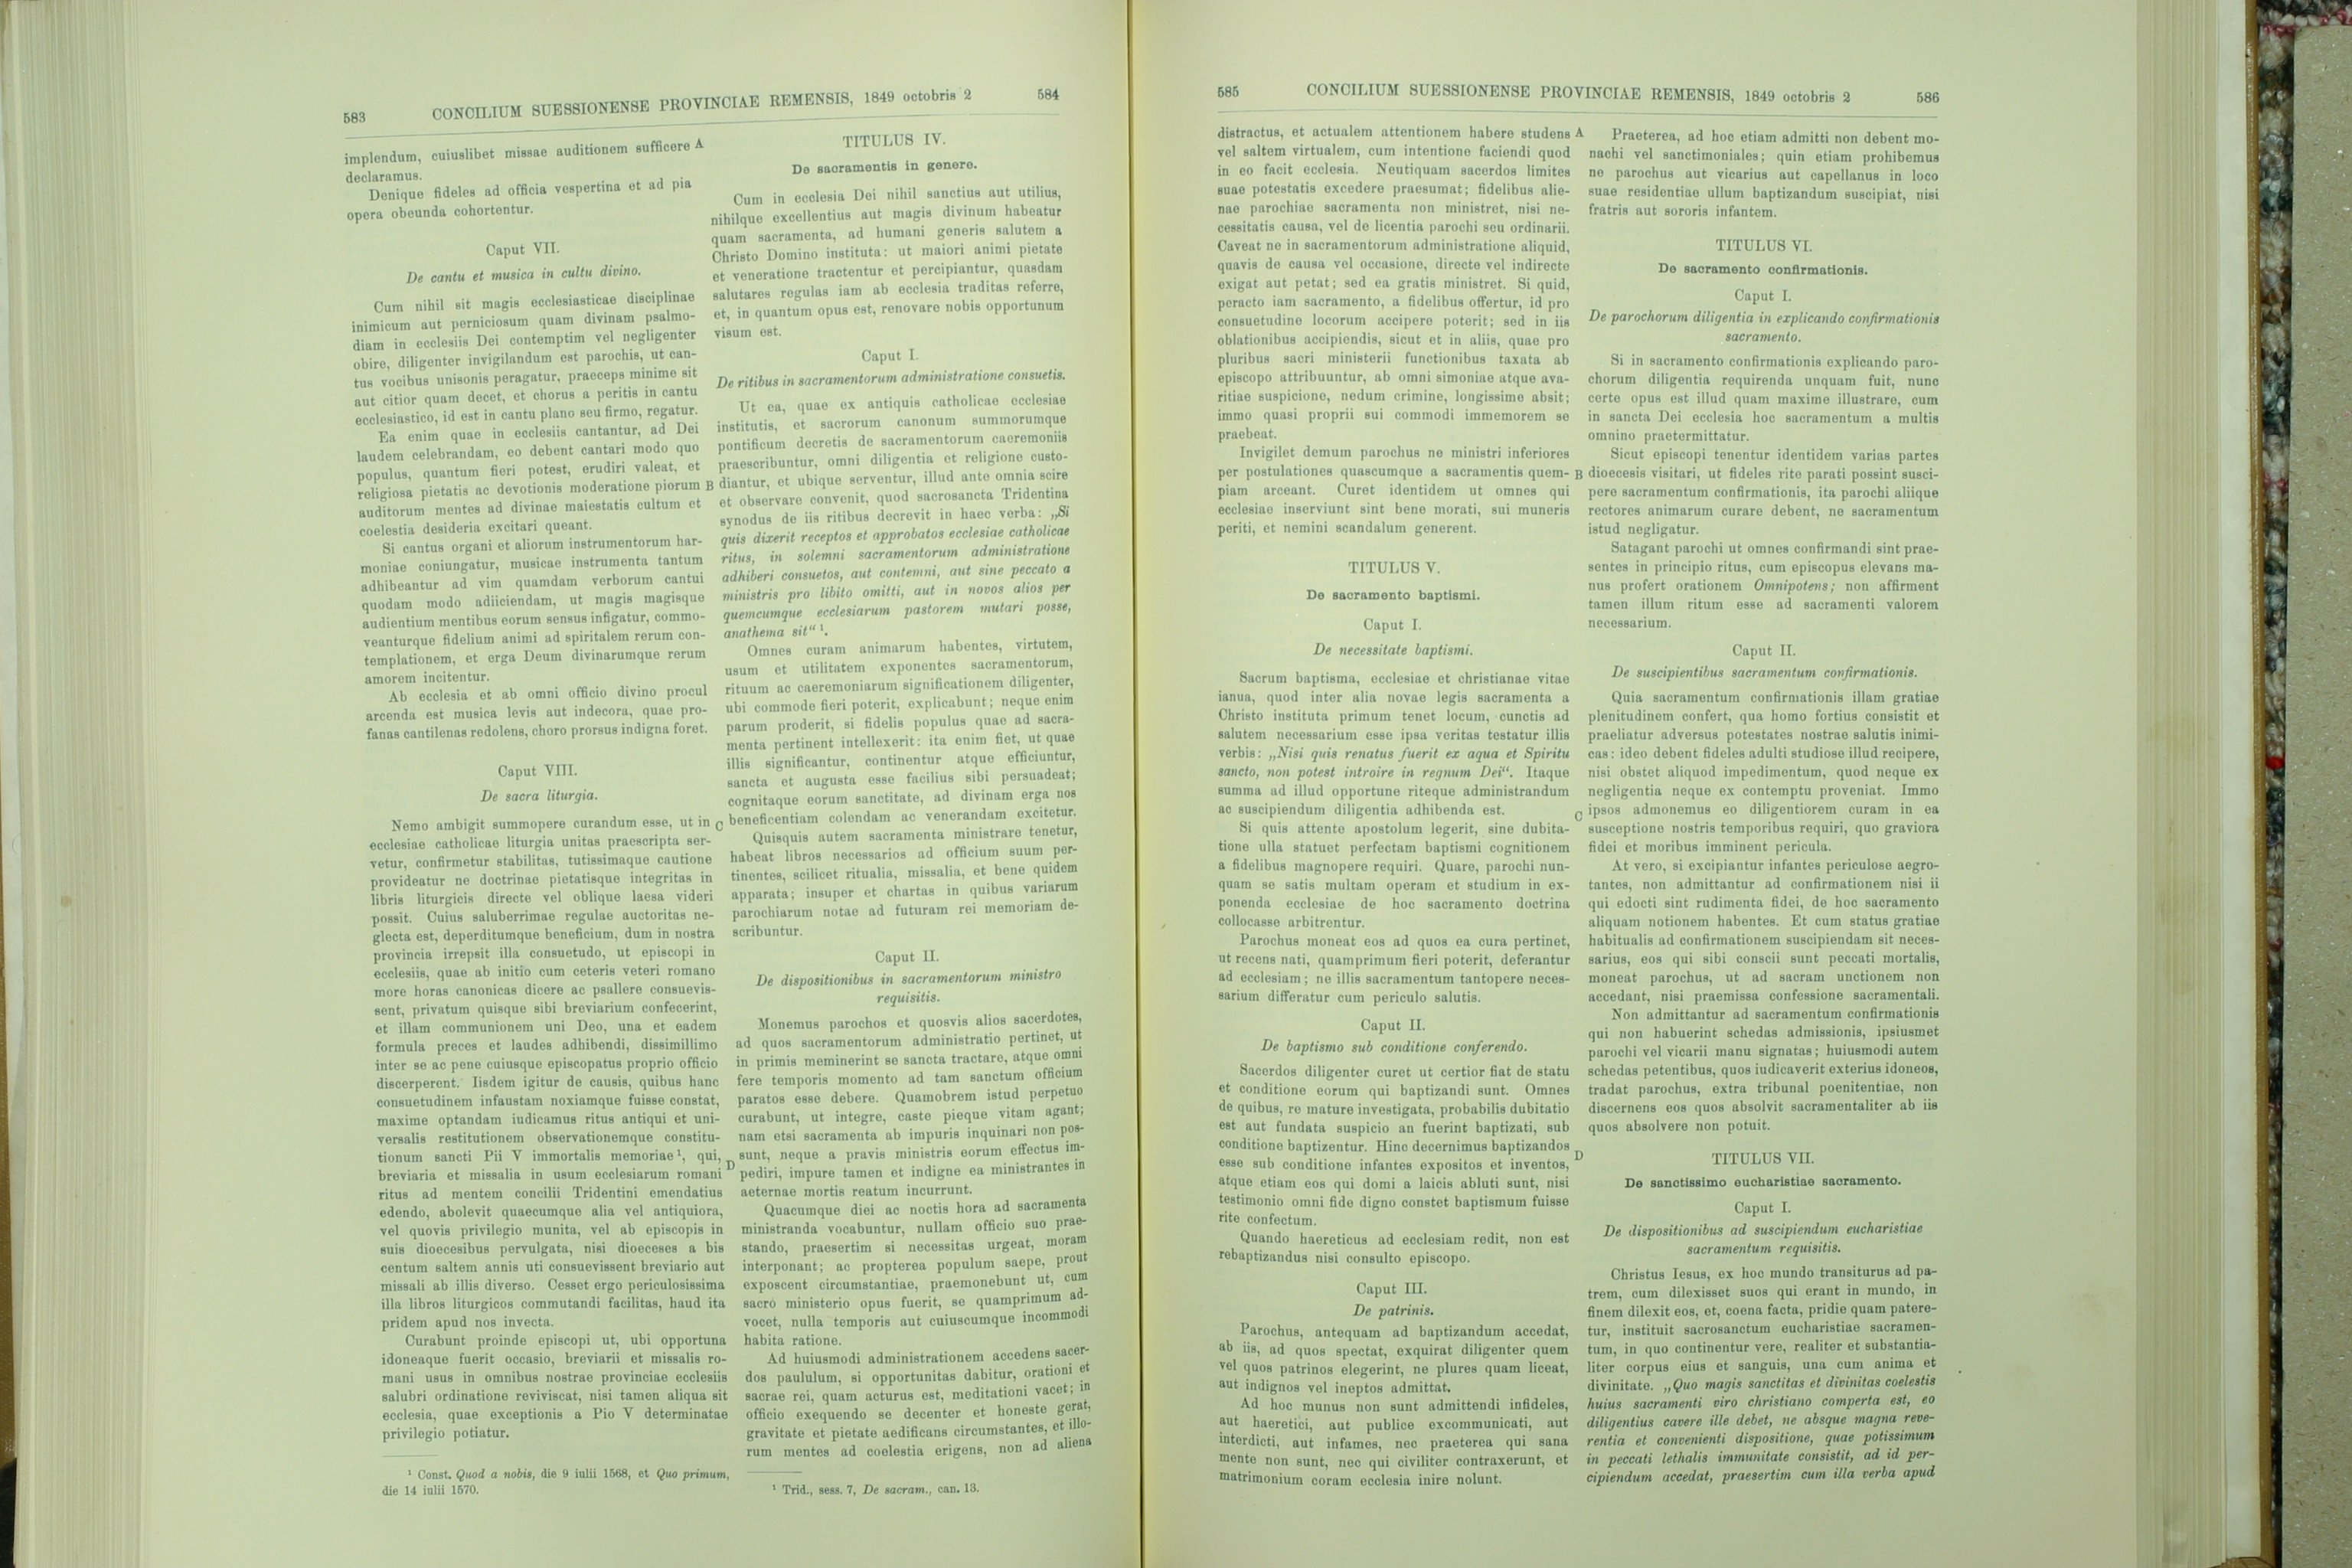 583
CONCILIUM SUESSIONENSE PROVINCIAE REMENSIS, 1849 octobris 2
584
implendum, cuiuslibet missae auditionem sufficere A
declaramus.
Denique fideles ad officia vespertina et ad pia
opera obeunda cohortentur.
Caput VII.
De cantu et musica in cultu divino.
Cum nihil sit magis ecclesiasticae disciplinae
inimicum aut perniciosum quam divinam psalmo-
diam in ecclesiis Dei contemptim vel negligenter
obire, diligenter invigilandum est parochis, ut can-
tus vocibus unisonis peragatur, praeceps minime sit
aut citior quam decet, et chorus a peritis in cantu
ecclesiastico, id est in cantu plano seu firmo, regatur.
Ea enim quae in ecclesiis cantantur, ad Dei
laudem celebrandam, eo debent cantari modo quo
populus, quantum fieri potest, erudiri valeat, et
religiosa pietatis ac devotionis moderatione piorum B
auditorum mentes ad divinae maiestatis cultum et
coelestia desideria excitari queant.
Si cantus organi et aliorum instrumentorum har-
moniae coniungatur, musicae instrumenta tantum
adhibeantur ad vim quamdam verborum cantui
quodam modo adiiciendam, ut magis magisque
audientium mentibus eorum sensus infigatur, commo-
veanturque fidelium animi ad spiritalem rerum con-
templationem, et erga Deum divinarumque rerum
amorem incitentur.
Ab ecclesia et ab omni officio divino procul
arcenda est musica levis aut indecora, quae pro-
fanas cantilenas redolens, choro prorsus indigna foret.
Caput VIII.
De sacra liturgia.
Nemo ambigit summopere curandum esse, ut in C
ecclesiae catholicae liturgia unitas praescripta ser-
vetur, confirmetur stabilitas, tutissimaque cautione
provideatur ne doctrinae pietatisque integritas in
libris liturgicis directe vel oblique laesa videri
possit. Cuius saluberrimae regulae auctoritas ne-
glecta est, deperditumque beneficium, dum in nostra
provincia irrepsit illa consuetudo, ut episcopi in
ecclesiis, quae ab initio cum ceteris veteri romano
more horas canonicas dicere ac psallere consuevis-
sent, privatum quisque sibi breviarium confecerint,
et illam communionem uni Deo, una et eadem
formula preces et laudes adhibendi, dissimillimo
inter se ac pene cuiusque episcopatus proprio officio
discerperent. Iisdem igitur de causis, quibus hanc
consuetudinem infaustam noxiamque fuisse constat,
maxime optandam iudicamus ritus antiqui et uni-
versalis restitutionem observationemque constitu-
tionum sancti Pii V immortalis memoriae¹, qui, D
breviaria et missalia in usum ecclesiarum romani
ritus ad mentem concilii Tridentini emendatius
edendo, abolevit quaecumque alia vel antiquiora,
vel quovis privilegio munita, vel ab episcopis in
suis dioecesibus pervulgata, nisi dioeceses a bis
centum saltem annis uti consuevissent breviario aut
missali ab illis diverso. Cesset ergo periculosissima
illa libros liturgicos commutandi facilitas, haud ita
pridem apud nos invecta.
Curabunt proinde episcopi ut, ubi opportuna
idoneaque fuerit occasio, breviarii et missalis ro-
mani usus in omnibus nostrae provinciae ecclesiis
salubri ordinatione reviviscat, nisi tamen aliqua sit
ecclesia, quae exceptionis a Pio V determinatae
privilegio potiatur.
¹ Const. Quod a nobis, die 9 iulii 1568, et Quo primum,
die 14 iulii 1570.
TITULUS IV.
De sacramentis in genere.
Cum in ecclesia Dei nihil sanctius aut utilius,
nihilque excellentius aut magis divinum habeatur
quam sacramenta, ad humani generis salutem a
Christo Domino instituta: ut maiori animi pietate
et veneratione tractentur et percipiantur, quasdam
salutares regulas iam ab ecclesia traditas referre,
et, in quantum opus est, renovare nobis opportunum
visum est.
Caput I.
De ritibus in sacramentorum administratione consuetis.
Ut ea, quae ex antiquis catholicae ecclesiae
institutis, et sacrorum canonum summorumque
pontificum decretis de sacramentorum caeremoniis
praescribuntur, omni diligentia et religione custo-
diantur, et ubique serventur, illud ante omnia scire
et observare convenit, quod sacrosancta Tridentina
synodus de iis ritibus decrevit in haec verba: „Si
quis dixerit receptos et approbatos ecclesiae catholicae
ritus, in solemni sacramentorum administratione
adhiberi consuetos, aut contemni, aut sine peccato a
ministris pro libito omitti, aut in novos alios per
quemcumque ecclesiarum pastorem mutari posse,
anathema sit“ ¹.
Omnes curam animarum habentes, virtutem,
usum et utilitatem exponentes sacramentorum,
rituum ac caeremoniarum significationem diligenter,
ubi commode fieri poterit, explicabunt; neque enim
parum proderit, si fidelis populus quae ad sacra-
menta pertinent intellexerit: ita enim fiet, ut quae
illis significantur, continentur atque efficiuntur,
sancta et augusta esse facilius sibi persuadeat;
cognitaque eorum sanctitate, ad divinam erga nos
beneficentiam colendam ac venerandam excitetur.
Quisquis autem sacramenta ministrare tenetur,
habeat libros necessarios ad officium suum per-
tinentes, scilicet ritualia, missalia, et bene quidem
apparata; insuper et chartas in quibus variarum
parochiarum notae ad futuram rei memoriam de-
scribuntur.
Caput II.
De dispositionibus in sacramentorum ministro
requisitis.
Monemus parochos et quosvis alios sacerdotes,
ad quos sacramentorum administratio pertinet, ut
in primis meminerint se sancta tractare, atque omni
fere temporis momento ad tam sanctum officium
paratos esse debere. Quamobrem istud perpetuo
curabunt, ut integre, caste pieque vitam agant;
nam etsi sacramenta ab impuris inquinari non pos-
sunt, neque a pravis ministris eorum effectus im-
pediri, impure tamen et indigne ea ministrantes in
aeternae mortis reatum incurrunt.
Quacumque diei ac noctis hora ad sacramenta
ministranda vocabuntur, nullam officio suo prae-
stando, praesertim si necessitas urgeat, moram
interponant; ac propterea populum saepe, prout
exposcent circumstantiae, praemonebunt ut, cum
sacro ministerio opus fuerit, se quamprimum ad-
vocet, nulla temporis aut cuiuscumque incommodi
habita ratione.
Ad huiusmodi administrationem accedens sacer-
dos paululum, si opportunitas dabitur, orationi et
sacrae rei, quam acturus est, meditationi vacet; in
officio exequendo se decenter et honeste gerat,
gravitate et pietate aedificans circumstantes, et illo-
rum mentes ad coelestia erigens, non ad aliena
¹ Trid., sess. 7, De sacram., can. 13.
585
CONCILIUM SUESSIONENSE PROVINCIAE REMENSIS, 1849 octobris 2
586
distractus, et actualem attentionem habere studens A
vel saltem virtualem, cum intentione faciendi quod
in eo facit ecclesia. Neutiquam sacerdos limites
suae potestatis excedere praesumat; fidelibus alie-
nae parochiae sacramenta non ministret, nisi ne-
cessitatis causa, vel de licentia parochi seu ordinarii.
Caveat ne in sacramentorum administratione aliquid,
quavis de causa vel occasione, directe vel indirecte
exigat aut petat; sed ea gratis ministret. Si quid,
peracto iam sacramento, a fidelibus offertur, id pro
consuetudine locorum accipere poterit; sed in iis
oblationibus accipiendis, sicut et in aliis, quae pro
pluribus sacri ministerii functionibus taxata ab
episcopo attribuuntur, ab omni simoniae atque ava-
ritiae suspicione, nedum crimine, longissime absit;
immo quasi proprii sui commodi immemorem se
praebeat.
Invigilet demum parochus ne ministri inferiores
per postulationes quascumque a sacramentis quem- B
piam arceant. Curet identidem ut omnes qui
ecclesiae inserviunt sint bene morati, sui muneris
periti, et nemini scandalum generent.
TITULUS V.
De sacramento baptismi.
Caput I.
De necessitate baptismi.
Sacrum baptisma, ecclesiae et christianae vitae
ianua, quod inter alia novae legis sacramenta a
Christo instituta primum tenet locum, cunctis ad
salutem necessarium esse ipsa veritas testatur illis
verbis: „Nisi quis renatus fuerit ex aqua et Spiritu
sancto, non potest introire in regnum Dei“. Itaque
summa ad illud opportune riteque administrandum
ac suscipiendum diligentia adhibenda est. C
Si quis attente apostolum legerit, sine dubita-
tione ulla statuet perfectam baptismi cognitionem
a fidelibus magnopere requiri. Quare, parochi nun-
quam se satis multam operam et studium in ex-
ponenda ecclesiae de hoc sacramento doctrina
collocasse arbitrentur.
Parochus moneat eos ad quos ea cura pertinet,
ut recens nati, quamprimum fieri poterit, deferantur
ad ecclesiam; ne illis sacramentum tantopere neces-
sarium differatur cum periculo salutis.
Caput II.
De baptismo sub conditione conferendo.
Sacerdos diligenter curet ut certior fiat de statu
et conditione eorum qui baptizandi sunt. Omnes
de quibus, re mature investigata, probabilis dubitatio
est aut fundata suspicio an fuerint baptizati, sub
conditione baptizentur. Hinc decernimus baptizandos D
esse sub conditione infantes expositos et inventos,
atque etiam eos qui domi a laicis abluti sunt, nisi
testimonio omni fide digno constet baptismum fuisse
rite confectum.
Quando haereticus ad ecclesiam redit, non est
rebaptizandus nisi consulto episcopo.
Caput III.
De patrinis.
Parochus, antequam ad baptizandum accedat,
ab iis, ad quos spectat, exquirat diligenter quem
vel quos patrinos elegerint, ne plures quam liceat,
aut indignos vel ineptos admittat.
Ad hoc munus non sunt admittendi infideles,
aut haeretici, aut publice excommunicati, aut
interdicti, aut infames, nec praeterea qui sana
mente non sunt, nec qui civiliter contraxerunt, et
matrimonium coram ecclesia inire nolunt.
Praeterea, ad hoc etiam admitti non debent mo-
nachi vel sanctimoniales; quin etiam prohibemus
ne parochus aut vicarius aut capellanus in loco
suae residentiae ullum baptizandum suscipiat, nisi
fratris aut sororis infantem.
TITULUS VI.
De sacramento confirmationis.
Caput I.
De parochorum diligentia in explicando confirmationis
sacramento.
Si in sacramento confirmationis explicando paro-
chorum diligentia requirenda unquam fuit, nunc
certe opus est illud quam maxime illustrare, cum
in sancta Dei ecclesia hoc sacramentum a multis
omnino praetermittatur.
Sicut episcopi tenentur identidem varias partes
dioecesis visitari, ut fideles rite parati possint susci-
pere sacramentum confirmationis, ita parochi aliique
rectores animarum curare debent, ne sacramentum
istud negligatur.
Satagant parochi ut omnes confirmandi sint prae-
sentes in principio ritus, cum episcopus elevans ma-
nus profert orationem Omnipotens; non affirment
tamen illum ritum esse ad sacramenti valorem
necessarium.
Caput II.
De suscipientibus sacramentum confirmationis.
Quia sacramentum confirmationis illam gratiae
plenitudinem confert, qua homo fortius consistit et
praeliatur adversus potestates nostrae salutis inimi-
cas: ideo debent fideles adulti studiose illud recipere,
nisi obstet aliquod impedimentum, quod neque ex
negligentia neque ex contemptu proveniat. Immo
ipsos admonemus eo diligentiorem curam in ea
susceptione nostris temporibus requiri, quo graviora
fidei et moribus imminent pericula.
At vero, si excipiantur infantes periculose aegro-
tantes, non admittantur ad confirmationem nisi ii
qui edocti sint rudimenta fidei, de hoc sacramento
aliquam notionem habentes. Et cum status gratiae
habitualis ad confirmationem suscipiendam sit neces-
sarius, eos qui sibi conscii sunt peccati mortalis,
moneat parochus, ut ad sacram unctionem non
accedant, nisi praemissa confessione sacramentali.
Non admittantur ad sacramentum confirmationis
qui non habuerint schedas admissionis, ipsiusmet
parochi vel vicarii manu signatas; huiusmodi autem
schedas petentibus, quos iudicaverit exterius idoneos,
tradat parochus, extra tribunal poenitentiae, non
discernens eos quos absolvit sacramentaliter ab iis
quos absolvere non potuit.
TITULUS VII.
De sanctissimo eucharistiae sacramento.
Caput I.
De dispositionibus ad suscipiendum eucharistiae
sacramentum requisitis.
Christus Iesus, ex hoc mundo transiturus ad pa-
trem, cum dilexisset suos qui erant in mundo, in
finem dilexit eos, et, coena facta, pridie quam patere-
tur, instituit sacrosanctum eucharistiae sacramen-
tum, in quo continentur vere, realiter et substantia-
liter corpus eius et sanguis, una cum anima et
divinitate. „Quo magis sanctitas et divinitas coelestis
huius sacramenti viro christiano comperta est, eo
diligentius cavere ille debet, ne absque magna reve-
rentia et convenienti dispositione, quae potissimum
in peccati lethalis immunitate consistit, ad id per-
cipiendum accedat, praesertim cum illa verba apud